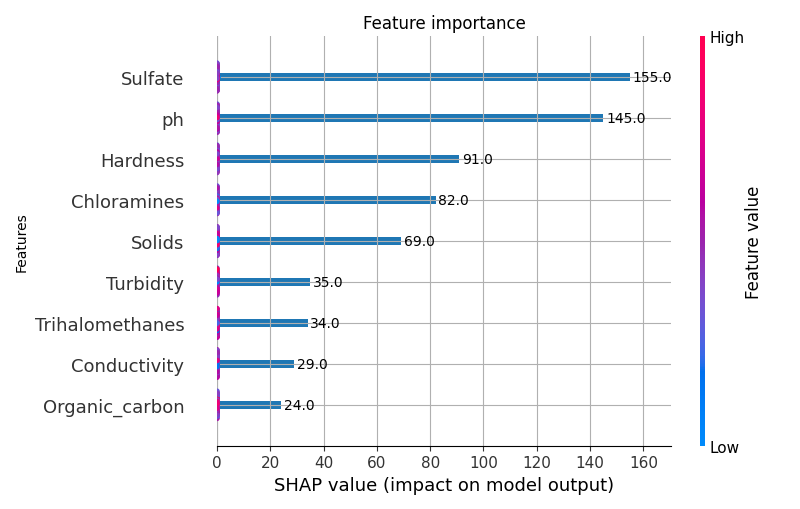 Feature importance
High
Sulfate 155.0
ph 145.0
Hardness 91.0
Chloramines 82.0
Solids 69.0
Turbidity 35.0
Trihalomethanes 34.0
Conductivity 29.0
Organic_carbon 24.0
Features
Feature value
Low
0 20 40 60 80 100 120 140 160
SHAP value (impact on model output)